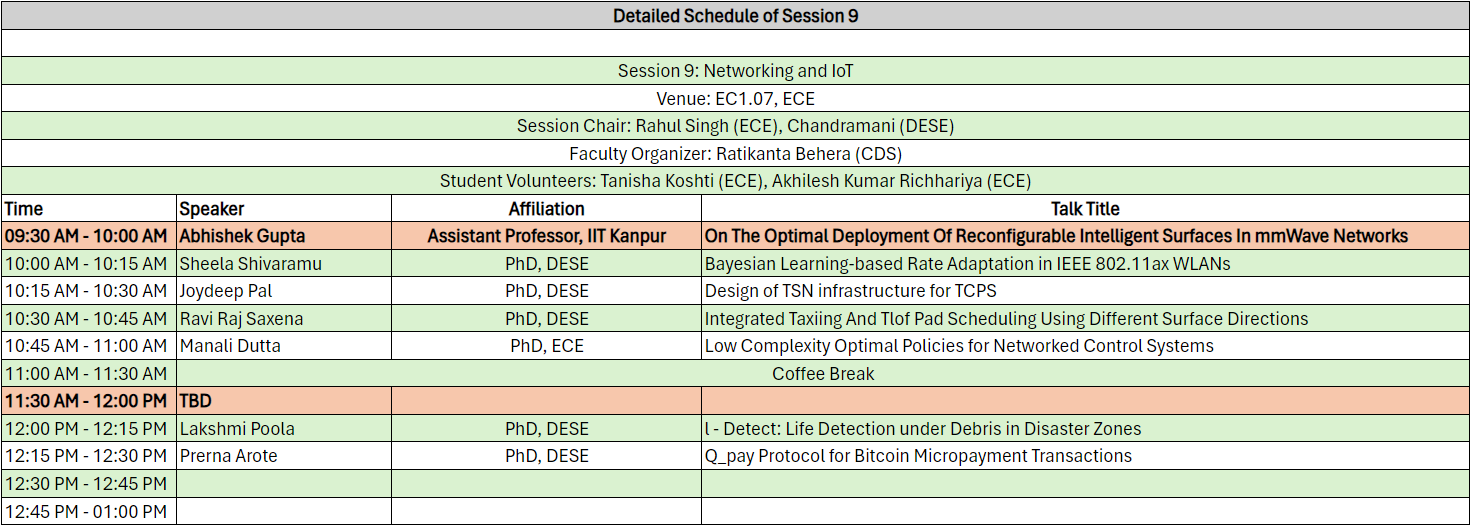 Detailed Schedule of Session 9
Session 9: Networking and IoT
Venue: EC1.07, ECE
Session Chair: Rahul Singh (ECE), Chandramani (DESE)
Faculty Organizer: Ratikanta Behera (CDS)
Student Volunteers: Tanisha Koshti (ECE), Akhilesh Kumar Richhariya (ECE)
Time Speaker Affiliation Talk Title
09:30 AM - 10:00 AM Abhishek Gupta Assistant Professor, IIT Kanpur On The Optimal Deployment Of Reconfigurable Intelligent Surfaces In mmWave Networks
10:00 AM - 10:15 AM Sheela Shivaramu PhD, DESE Bayesian Learning-based Rate Adaptation in IEEE 802.11ax WLANs
10:15 AM - 10:30 AM Joydeep Pal PhD, DESE Design of TSN infrastructure for TCPS
10:30 AM - 10:45 AM Ravi Raj Saxena PhD, DESE Integrated Taxiing And Tlof Pad Scheduling Using Different Surface Directions
10:45 AM - 11:00 AM Manali Dutta PhD, ECE Low Complexity Optimal Policies for Networked Control Systems
11:00 AM - 11:30 AM Coffee Break
11:30 AM - 12:00 PM TBD
12:00 PM - 12:15 PM Lakshmi Poola PhD, DESE l - Detect: Life Detection under Debris in Disaster Zones
12:15 PM - 12:30 PM Prerna Arote PhD, DESE Q_pay Protocol for Bitcoin Micropayment Transactions
12:30 PM - 12:45 PM
12:45 PM - 01:00 PM